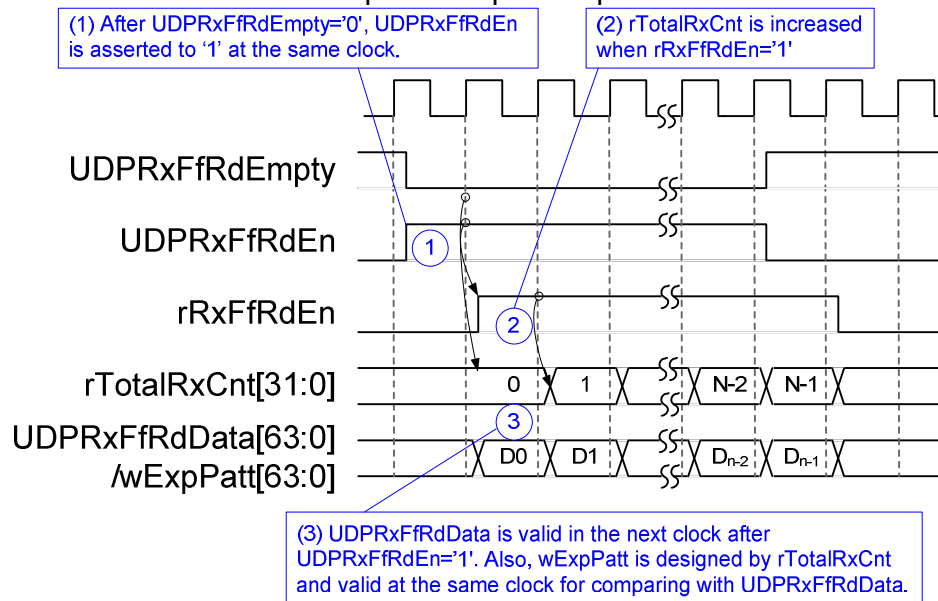 (1) After UDPRxFfRdEmpty='0', UDPRxFfRdEn
is asserted to ‘1’ at the same clock.
(2) rTotalRxCnt is increased
when rRxFfRdEn=’1’
UDPRxFfRdEmpty
UDPRxFfRdEn
1
rRxFfRdEn
2
rTotalRxCnt[31:0]
0 1 N-2 N-1
3
UDPRxFfRdData[63:0]
/wExpPatt[63:0]
D0 D1 Dn-2 Dn-1
(3) UDPRxFfRdData is valid in the next clock after
UDPRxFfRdEn='1'. Also, wExpPatt is designed by rTotalRxCnt
and valid at the same clock for comparing with UDPRxFfRdData.